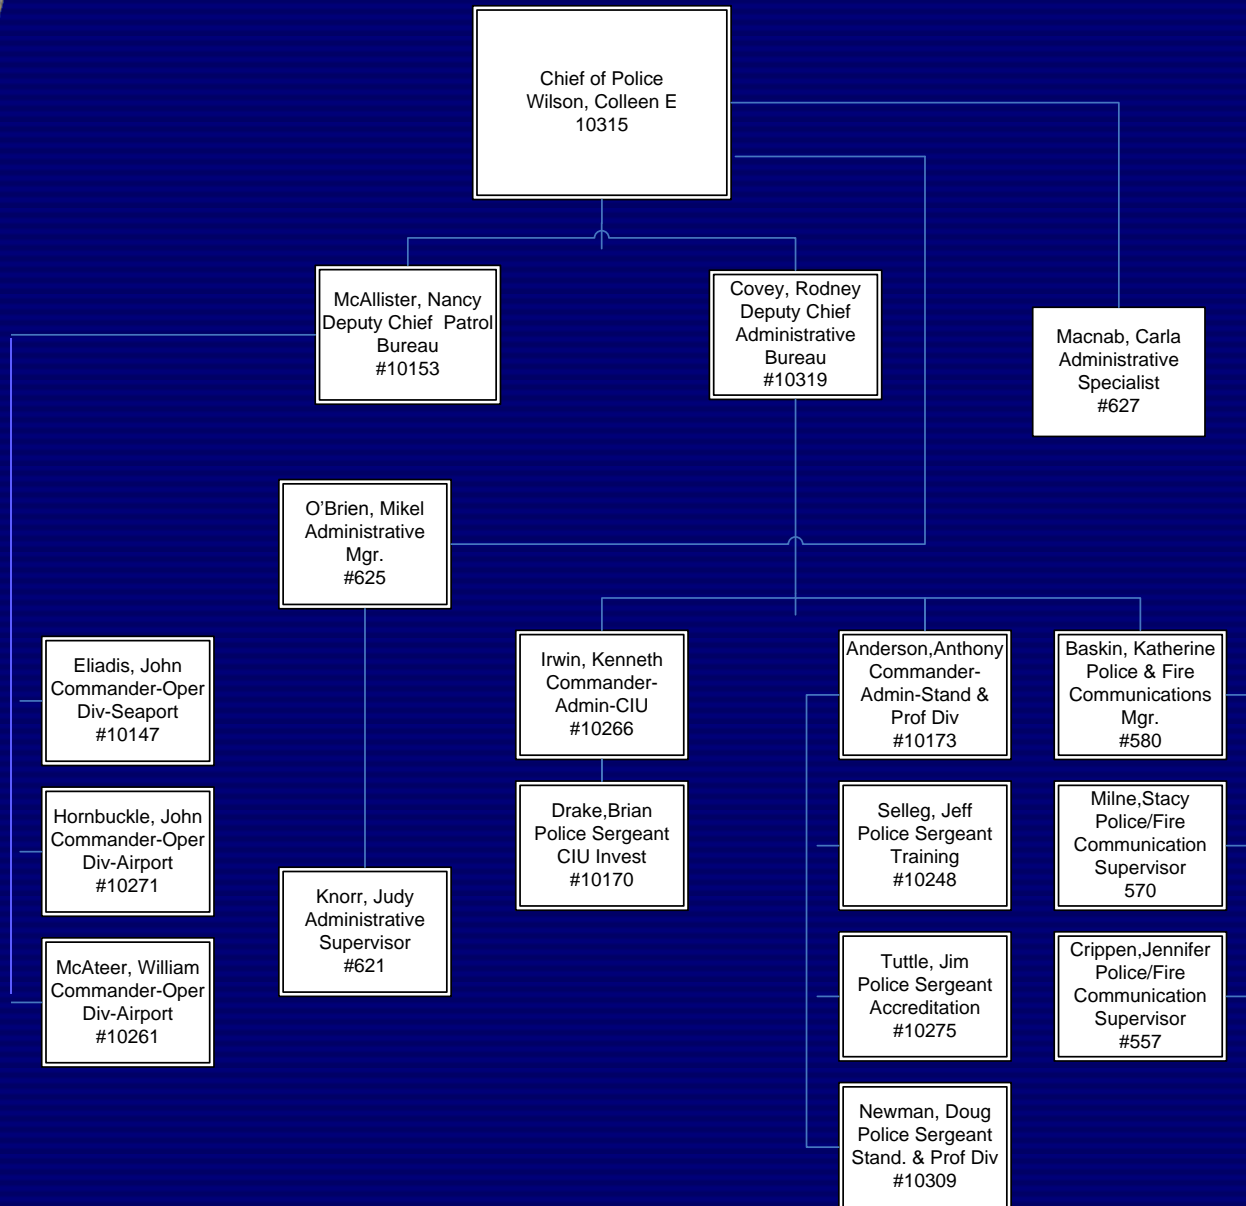 Chief of Police
Wilson, Colleen E
10315
McAllister, Nancy
Deputy Chief  Patrol
Bureau
#10153
Covey, Rodney
Deputy Chief
Administrative
Bureau
#10319
Macnab, Carla
Administrative
Specialist
#627
O’Brien, Mikel
Administrative
Mgr.
#625
Eliadis, John
Commander-Oper
Div-Seaport
#10147
Hornbuckle, John
Commander-Oper
Div-Airport
#10271
McAteer, William
Commander-Oper
Div-Airport
#10261
Knorr, Judy
Administrative
Supervisor
#621
Irwin, Kenneth
Commander-
Admin-CIU
#10266
Drake,Brian
Police Sergeant
CIU Invest
#10170
Anderson,Anthony
Commander-
Admin-Stand &
Prof Div
#10173
Selleg, Jeff
Police Sergeant
Training
#10248
Tuttle, Jim
Police Sergeant
Accreditation
#10275
Newman, Doug
Police Sergeant
Stand. & Prof Div
#10309
Baskin, Katherine
Police & Fire
Communications
Mgr.
#580
Milne,Stacy
Police/Fire
Communication
Supervisor
570
Crippen,Jennifer
Police/Fire
Communication
Supervisor
#557